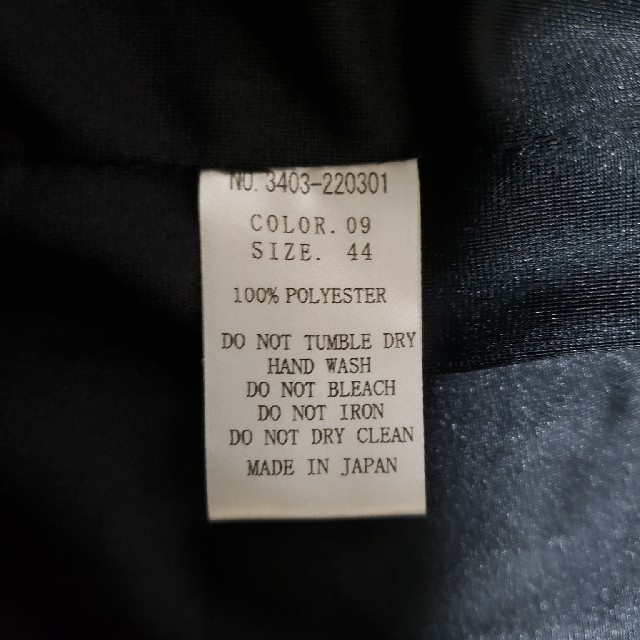 NO. 3403-220301
COLOR. 09
SIZE. 44
100% POLYESTER
DO NOT TUMBLE DRY
HAND WASH
DO NOT BLEACH
DO NOT IRON
DO NOT DRY CLEAN
MADE IN JAPAN